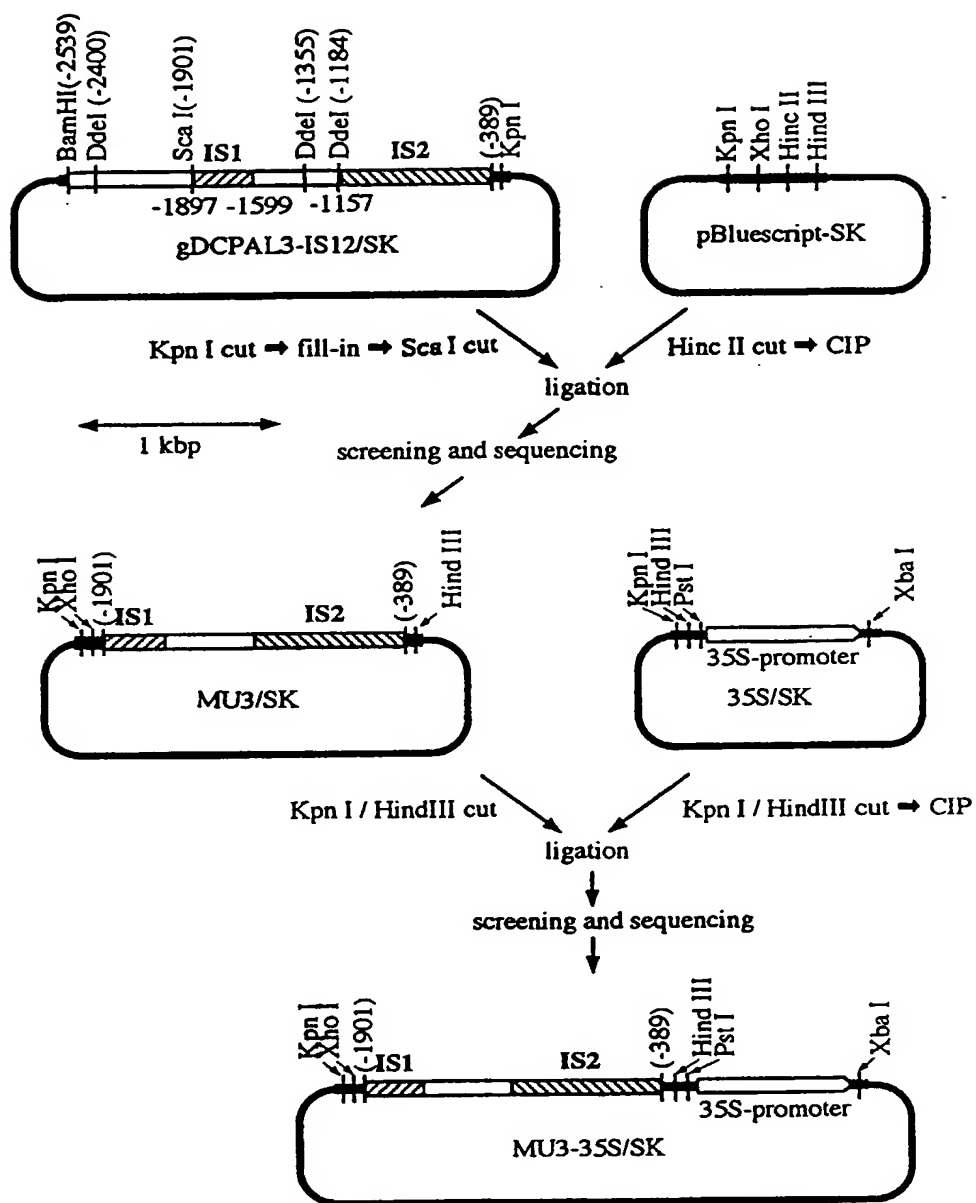 BamHI(-2539)
DdeI (-2400)
Sca I(-1901)
IS1
DdeI (-1355)
DdeI (-1184)
IS2
(-389)
Kpn I
-1897 -1599 -1157
gDCPAL3-IS12/SK
Kpn I
Xho I
Hinc II
Hind III
pBluescript-SK
Kpn I cut ➡ fill-in ➡ Sca I cut
Hinc II cut ➡ CIP
ligation
1 kbp
screening and sequencing
Kpn I
Xho I
(-1901)
IS1
IS2
(-389)
Hind III
MU3/SK
Kpn I
Hind III
Pst I
Xba I
35S-promoter
35S/SK
Kpn I / HindIII cut
Kpn I / HindIII cut ➡ CIP
ligation
screening and sequencing
Kpn I
Xho I
(-1901)
IS1
IS2
(-389)
Hind III
Pst I
Xba I
35S-promoter
MU3-35S/SK